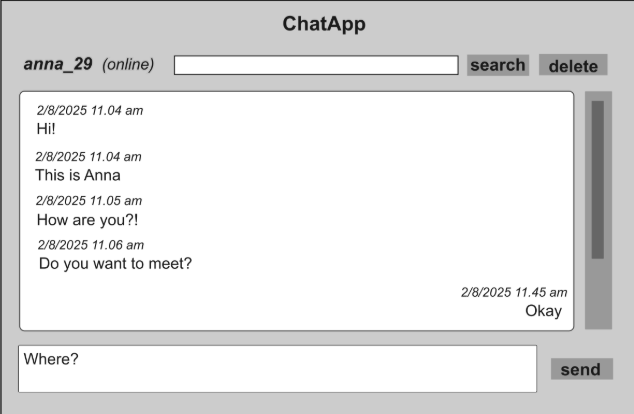 ChatApp
anna_29 (online) search delete
2/8/2025 11.04 am
Hi!
2/8/2025 11.04 am
This is Anna
2/8/2025 11.05 am
How are you?!
2/8/2025 11.06 am
Do you want to meet?
2/8/2025 11.45 am
Okay
Where?
send